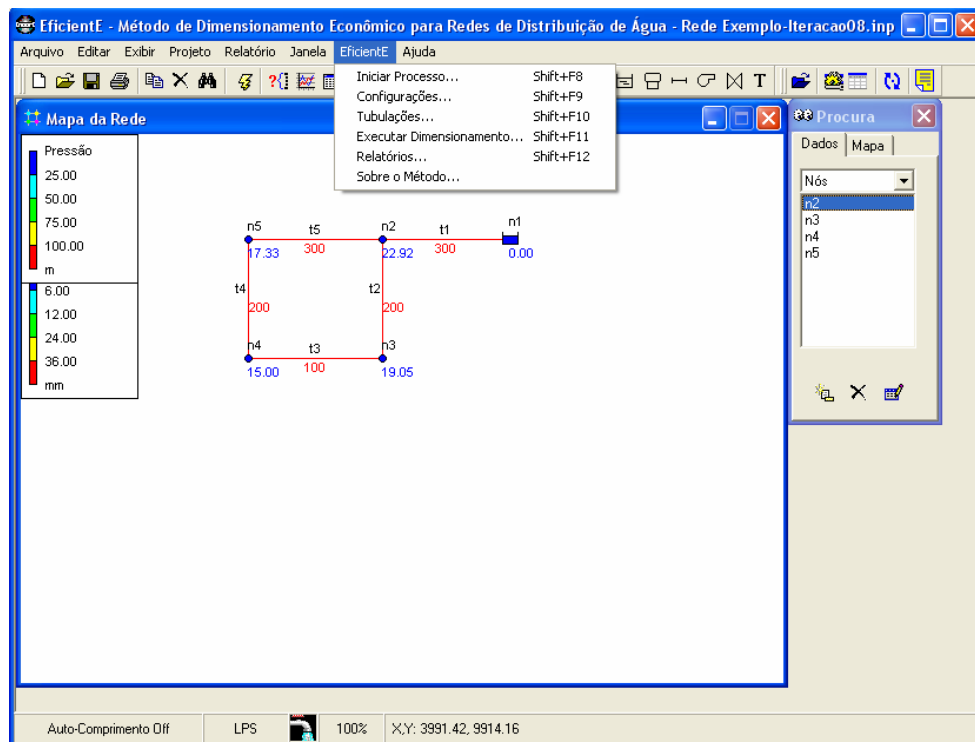 EficientE - Método de Dimensionamento Econômico para Redes de Distribuição de Água - Rede Exemplo-Iteracao08.inp
Arquivo Editar Exibir Projeto Relatório Janela EficientE Ajuda
T
Iniciar Processo... Shift+F8
Configurações... Shift+F9
Tubulações... Shift+F10
Executar Dimensionamento... Shift+F11
Relatórios... Shift+F12
Sobre o Método...
Mapa da Rede
Pressão
25.00
50.00
75.00
100.00
m
6.00
12.00
24.00
36.00
mm
n5 t5 n2 t1 n1
17.33 300 22.92 300 0.00
t4 t2
200 200
n4 t3 n3
15.00 100 19.05
Procura
Dados Mapa
Nós
n2
n3
n4
n5
Auto-Comprimento Off LPS 100% X,Y: 3991.42, 9914.16